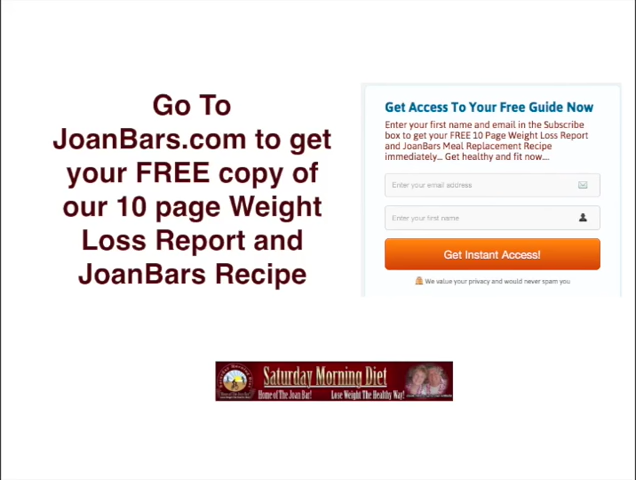 Go To
JoanBars.com to get
your FREE copy of
our 10 page Weight
Loss Report and
JoanBars Recipe
Get Access To Your Free Guide Now
Enter your first name and email in the Subscribe
box to get your FREE 10 Page Weight Loss Report
and JoanBars Meal Replacement Recipe
immediately... Get healthy and fit now....
Enter your email address
Enter your first name
Get Instant Access!
We value your privacy and would never spam you
Saturday Morning Diet
Home of The Joan Bar! Lose Weight The Healthy Way!